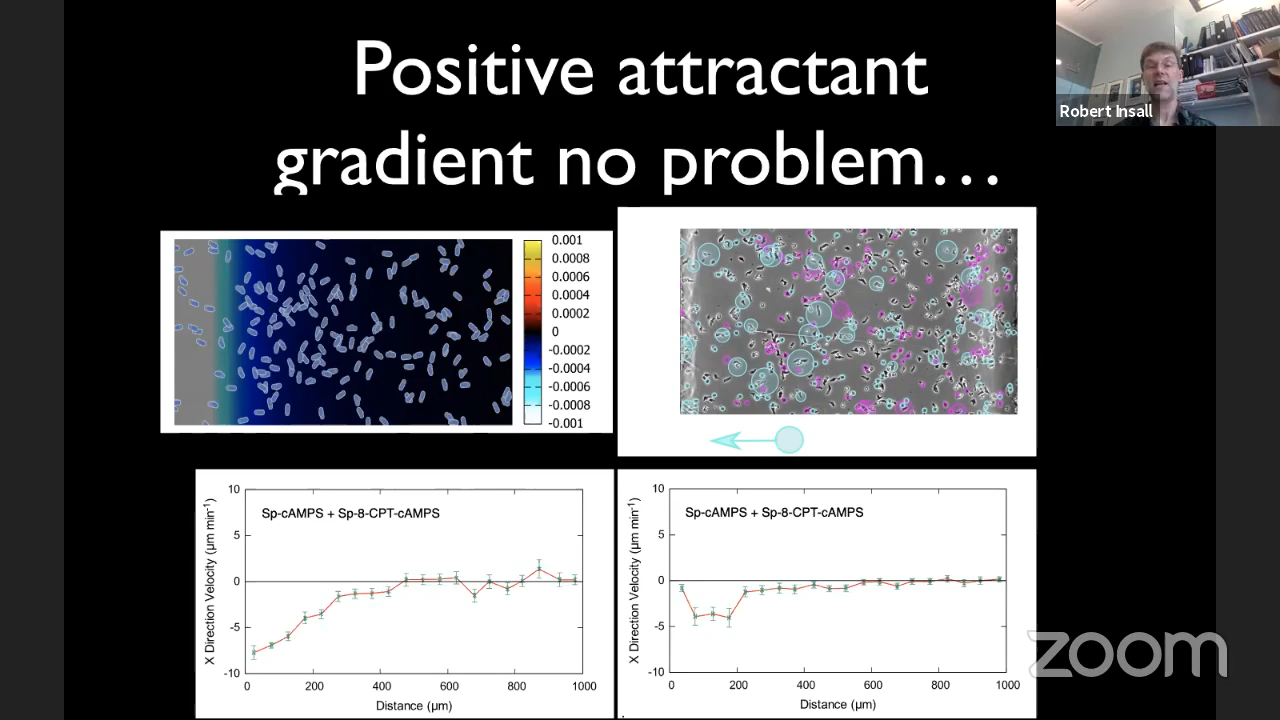 Positive attractant
gradient no problem…
Robert Insall
0.001
0.0008
0.0006
0.0004
0.0002
0
-0.0002
-0.0004
-0.0006
-0.0008
-0.001
10
5
0
-5
-10
X Direction Velocity (µm min-1)
Sp-cAMPS + Sp-8-CPT-cAMPS
0 200 400 600 800 1000
Distance (µm)
10
5
0
-5
-10
X Direction Velocity (µm min-1)
Sp-cAMPS + Sp-8-CPT-cAMPS
0 200 400 600 800 1000
Distance (µm)
zoom